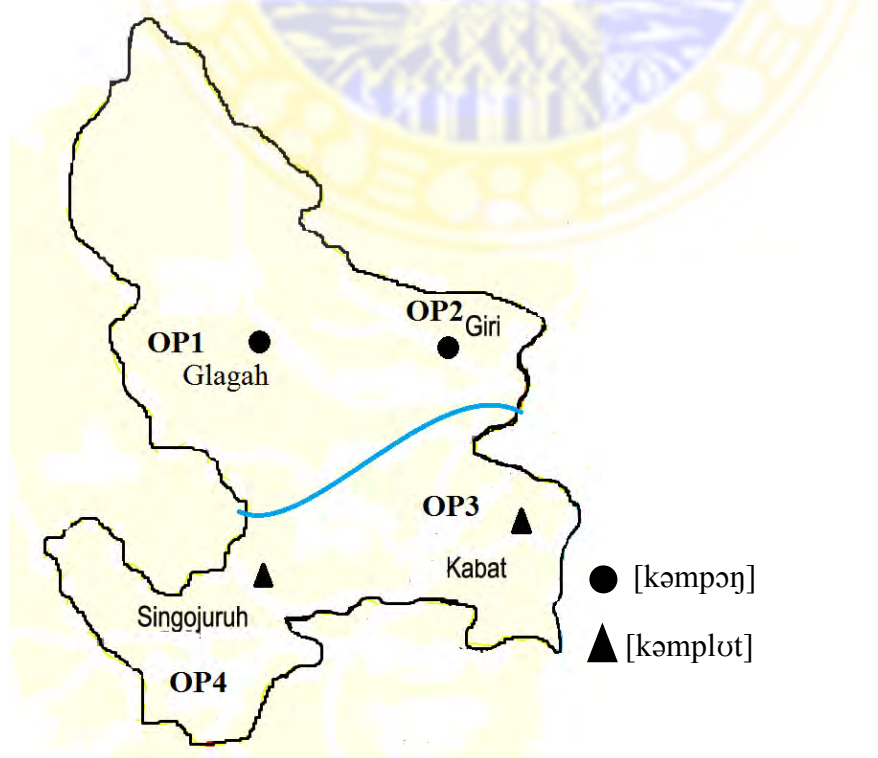 OP2
Giri
OP1
Glagah
OP3
Kabat
Singojuruh
OP4
[kəmpɔŋ]
[kəmplʊt]